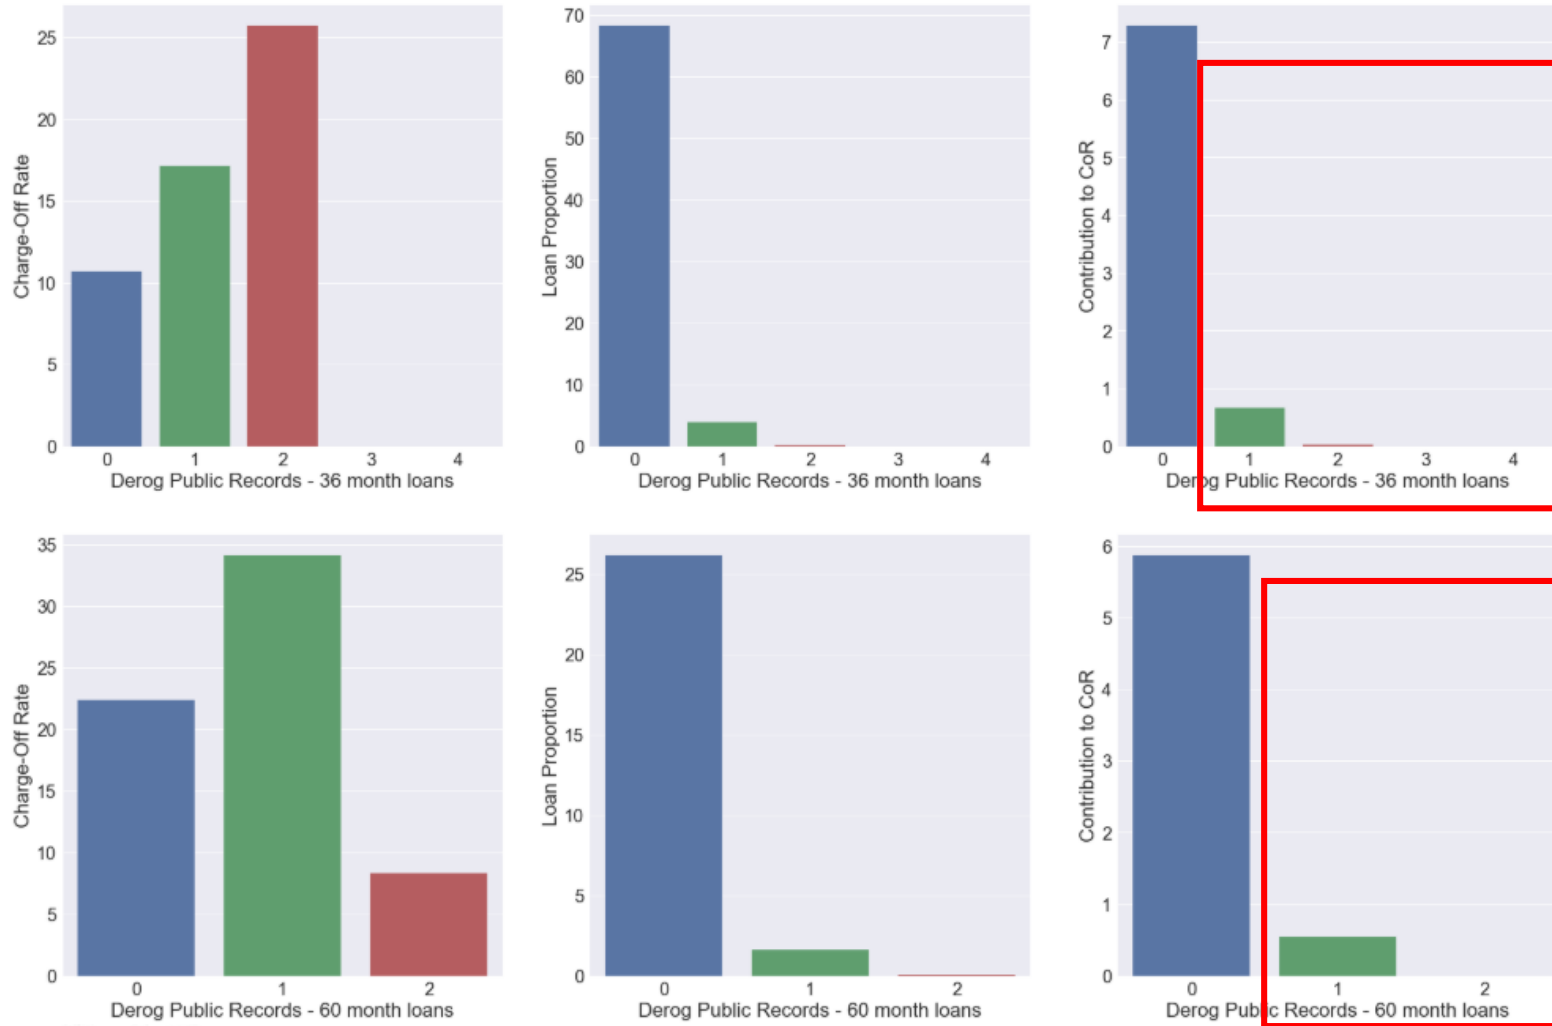 Charge-Off Rate
25
20
15
10
5
0
0 1 2 3 4
Derog Public Records - 36 month loans
Loan Proportion
70
60
50
40
30
20
10
0
0 1 2 3 4
Derog Public Records - 36 month loans
Contribution to CoR
7
6
5
4
3
2
1
0
0 1 2 3 4
Derog Public Records - 36 month loans
Charge-Off Rate
35
30
25
20
15
10
5
0
0 1 2
Derog Public Records - 60 month loans
Loan Proportion
25
20
15
10
5
0
0 1 2
Derog Public Records - 60 month loans
Contribution to CoR
6
5
4
3
2
1
0
0 1 2
Derog Public Records - 60 month loans